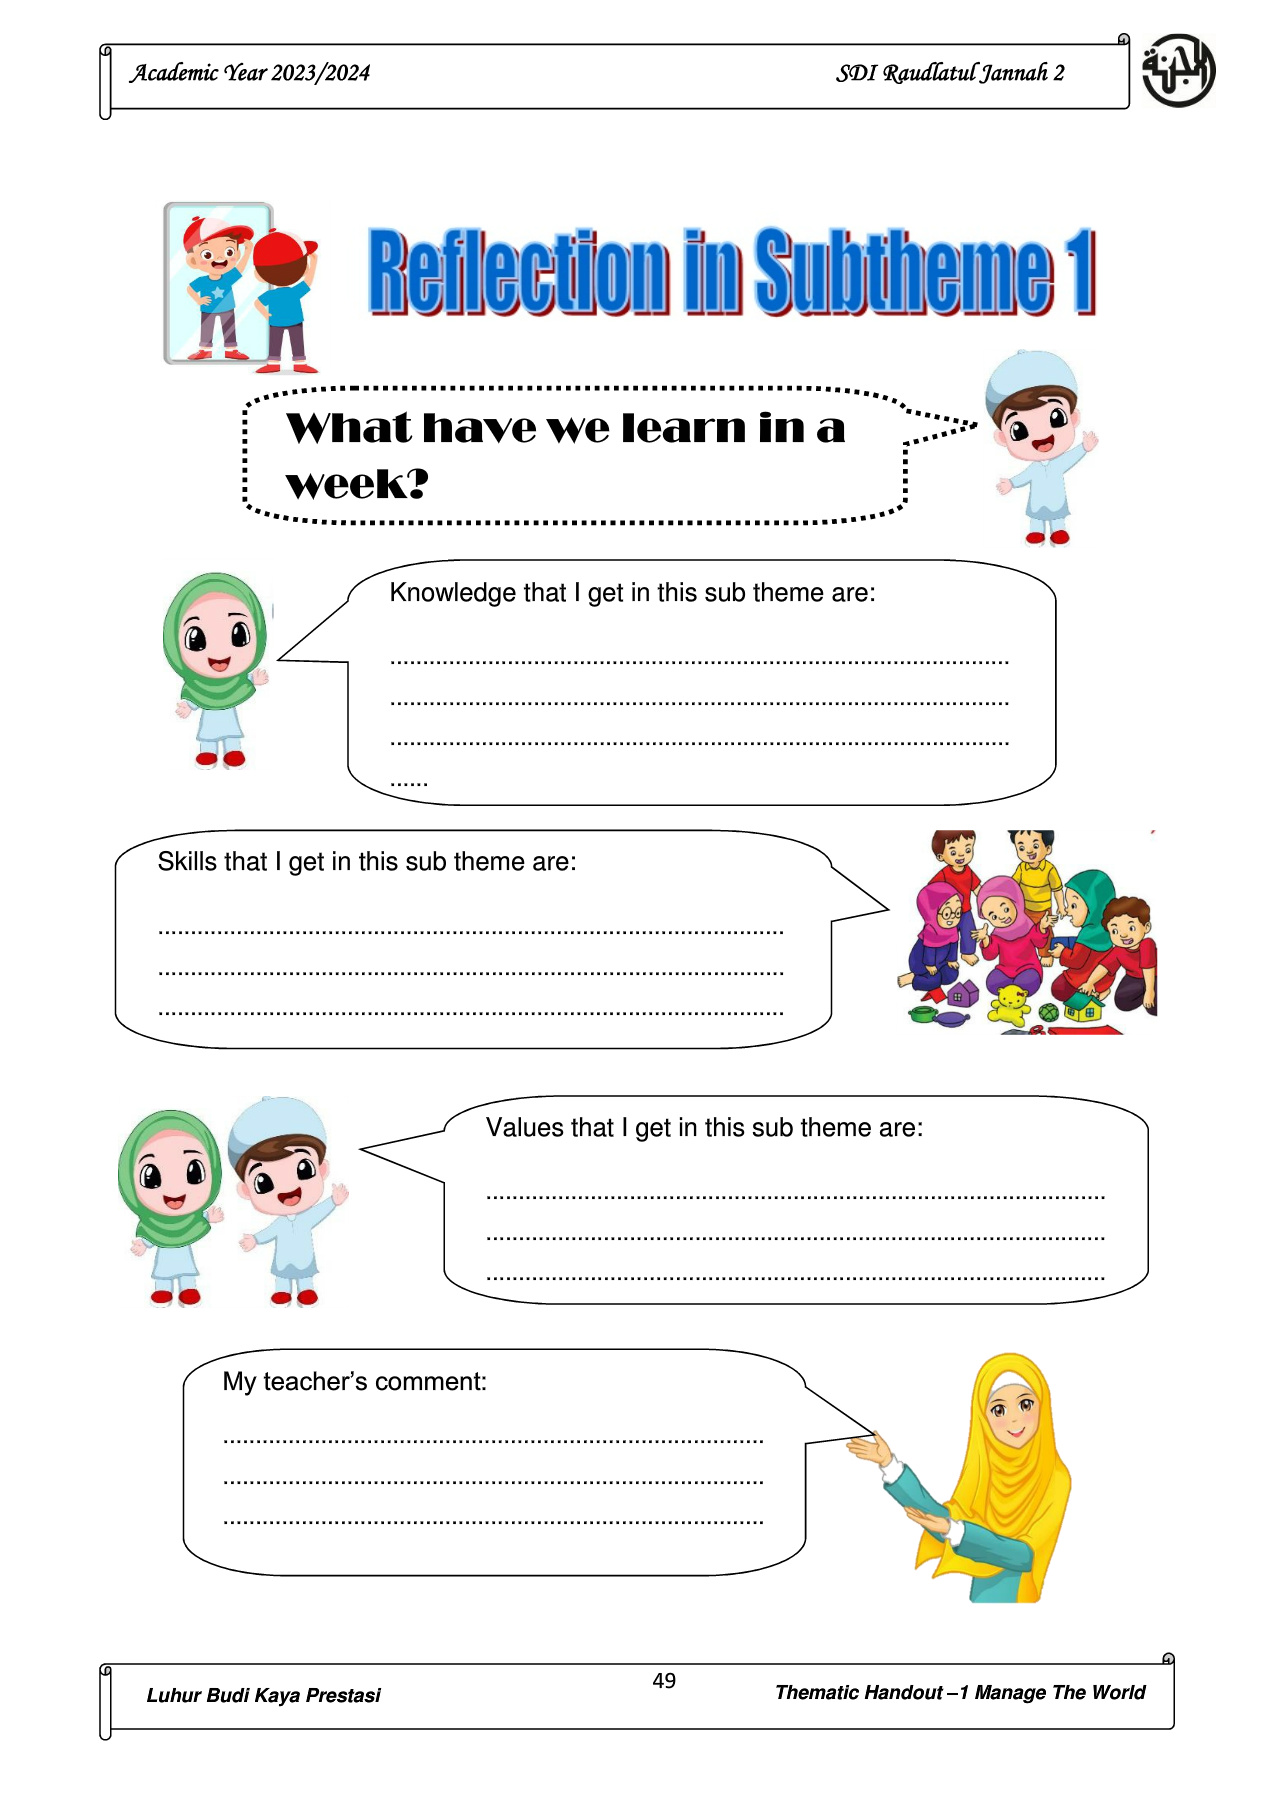 Academic Year 2023/2024
SDI Raudlatul Jannah 2
Reflection in Subtheme 1
What have we learn in a
week?
Knowledge that I get in this sub theme are:
...............................................................................................
...............................................................................................
...............................................................................................
......
Skills that I get in this sub theme are:
................................................................................................
................................................................................................
................................................................................................
Values that I get in this sub theme are:
...............................................................................................
...............................................................................................
...............................................................................................
My teacher’s comment:
...................................................................................
...................................................................................
...................................................................................
Luhur Budi Kaya Prestasi
49
Thematic Handout –1 Manage The World